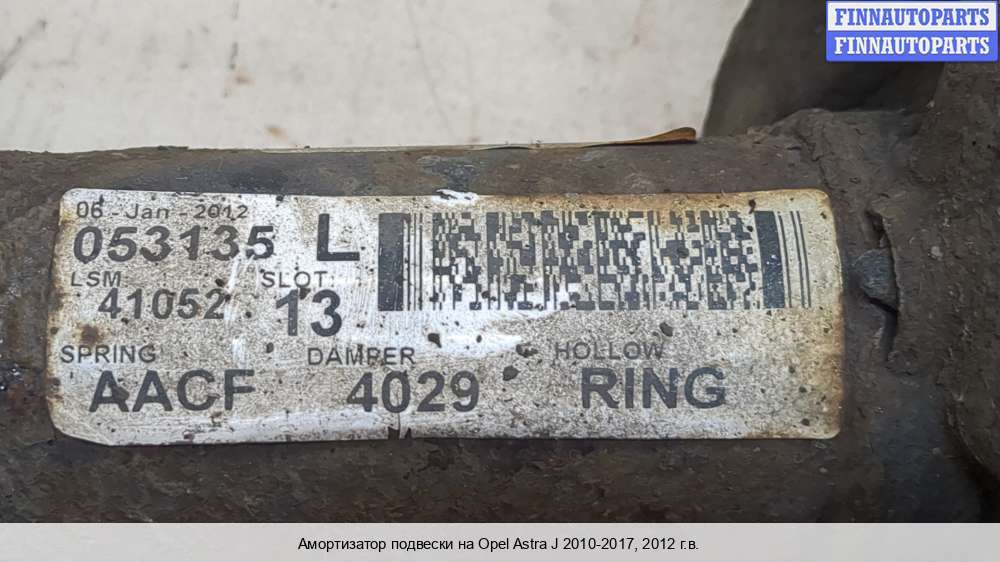 FINNAUTOPARTS
FINNAUTOPARTS
06 - Jan - 2012
053135 L
LSM SLOT
41052 13
SPRING DAMPER HOLLOW
AACF 4029 RING
Амортизатор подвески на Opel Astra J 2010-2017, 2012 г.в.